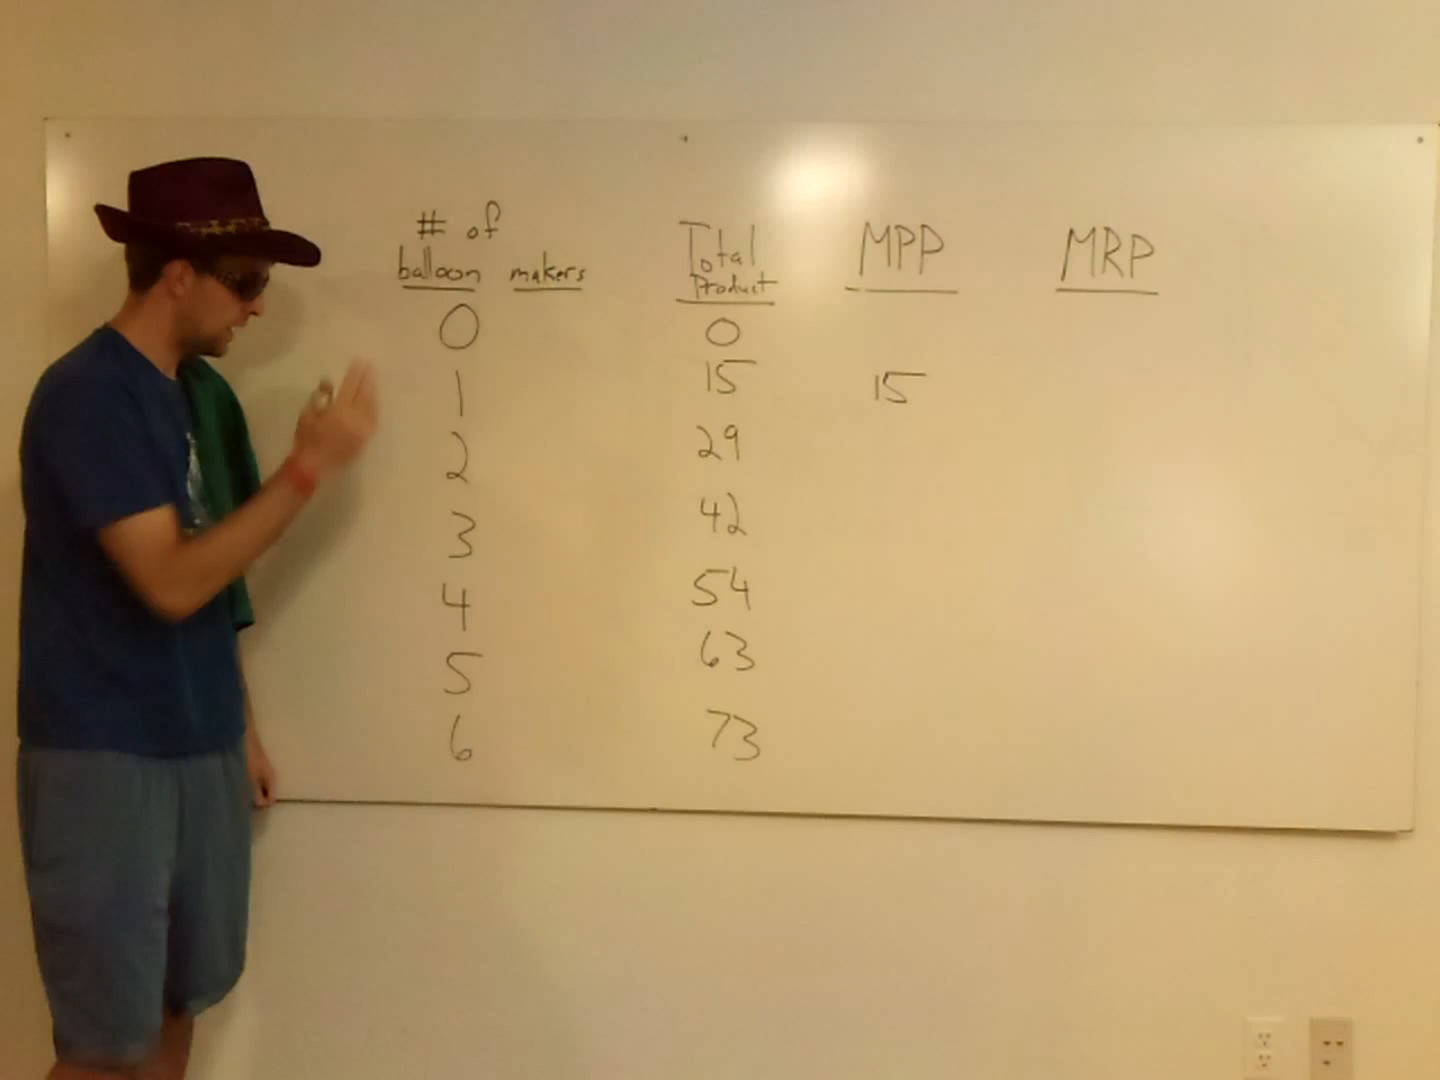 # of
balloon makers
Total
Product
MPP
MRP
0 0
1 15 15
2 29
3 42
4 54
5 63
6 73